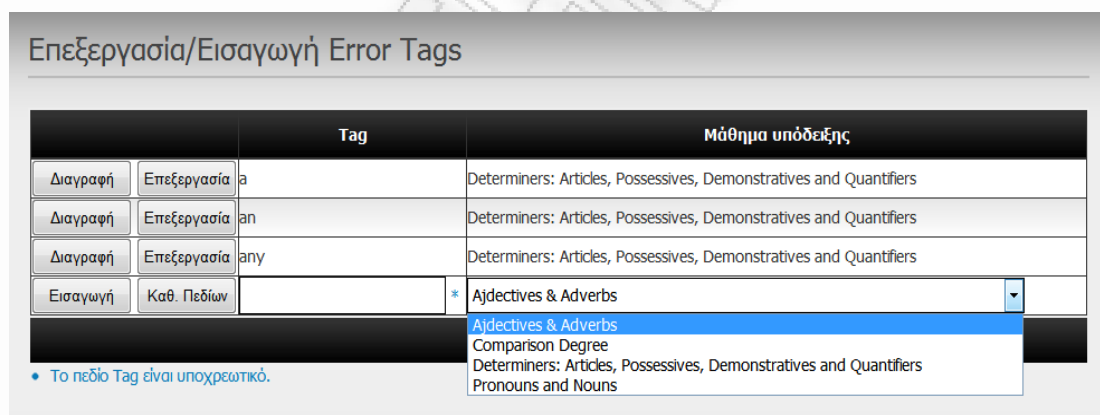 Επεξεργασία/Εισαγωγή Error Tags
Tag Μάθημα υπόδειξης
Διαγραφή Επεξεργασία a Determiners: Articles, Possessives, Demonstratives and Quantifiers
Διαγραφή Επεξεργασία an Determiners: Articles, Possessives, Demonstratives and Quantifiers
Διαγραφή Επεξεργασία any Determiners: Articles, Possessives, Demonstratives and Quantifiers
Εισαγωγή Καθ. Πεδίων * Ajdectives & Adverbs
Ajdectives & Adverbs
Comparison Degree
Determiners: Articles, Possessives, Demonstratives and Quantifiers
Pronouns and Nouns
• Το πεδίο Tag είναι υποχρεωτικό.